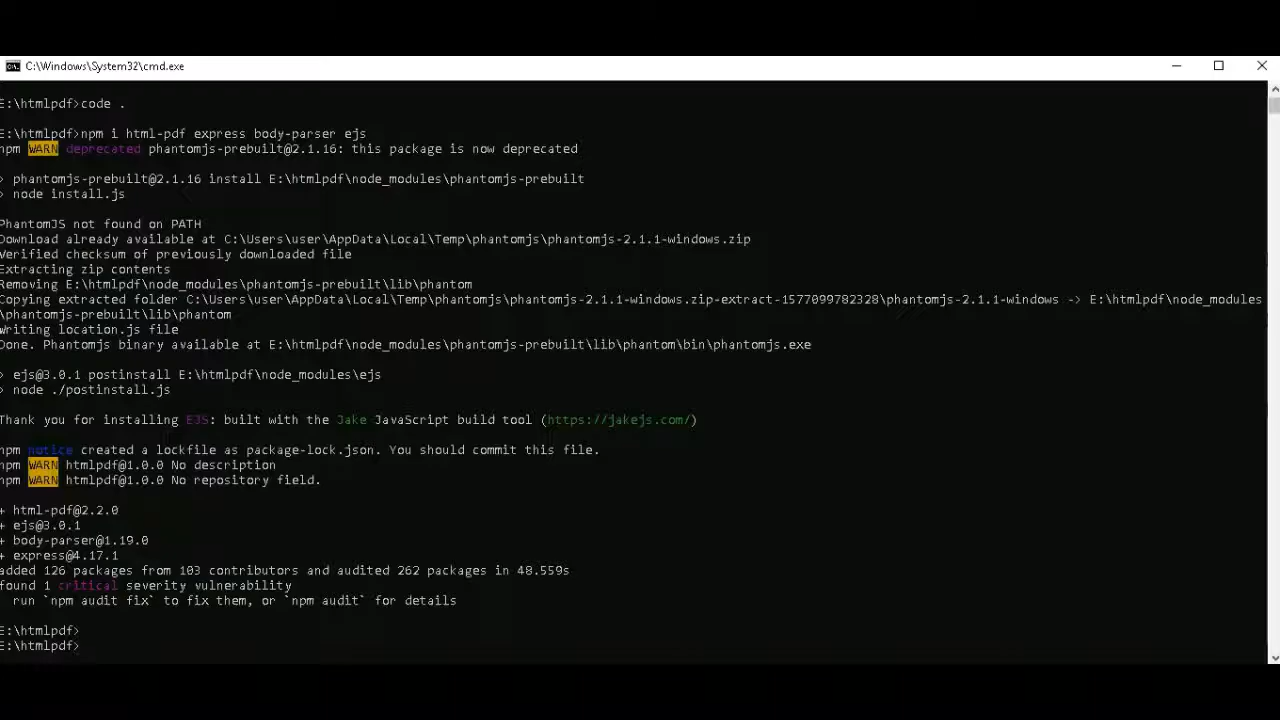 C:\Windows\System32\cmd.exe
E:\htmlpdf>code .
E:\htmlpdf>npm i html-pdf express body-parser ejs
npm WARN deprecated phantomjs-prebuilt@2.1.16: this package is now deprecated
> phantomjs-prebuilt@2.1.16 install E:\htmlpdf\node_modules\phantomjs-prebuilt
> node install.js
PhantomJS not found on PATH
Download already available at C:\Users\user\AppData\Local\Temp\phantomjs\phantomjs-2.1.1-windows.zip
Verified checksum of previously downloaded file
Extracting zip contents
Removing E:\htmlpdf\node_modules\phantomjs-prebuilt\lib\phantom
Copying extracted folder C:\Users\user\AppData\Local\Temp\phantomjs\phantomjs-2.1.1-windows.zip-extract-1577099782328\phantomjs-2.1.1-windows -> E:\htmlpdf\node_modules
\phantomjs-prebuilt\lib\phantom
Writing location.js file
Done. Phantomjs binary available at E:\htmlpdf\node_modules\phantomjs-prebuilt\lib\phantom\bin\phantomjs.exe
> ejs@3.0.1 postinstall E:\htmlpdf\node_modules\ejs
> node ./postinstall.js
Thank you for installing EJS: built with the Jake JavaScript build tool (https://jakejs.com/)
npm notice created a lockfile as package-lock.json. You should commit this file.
npm WARN htmlpdf@1.0.0 No description
npm WARN htmlpdf@1.0.0 No repository field.
+ html-pdf@2.2.0
+ ejs@3.0.1
+ body-parser@1.19.0
+ express@4.17.1
added 126 packages from 103 contributors and audited 262 packages in 48.559s
found 1 critical severity vulnerability
run `npm audit fix` to fix them, or `npm audit` for details
E:\htmlpdf>
E:\htmlpdf>